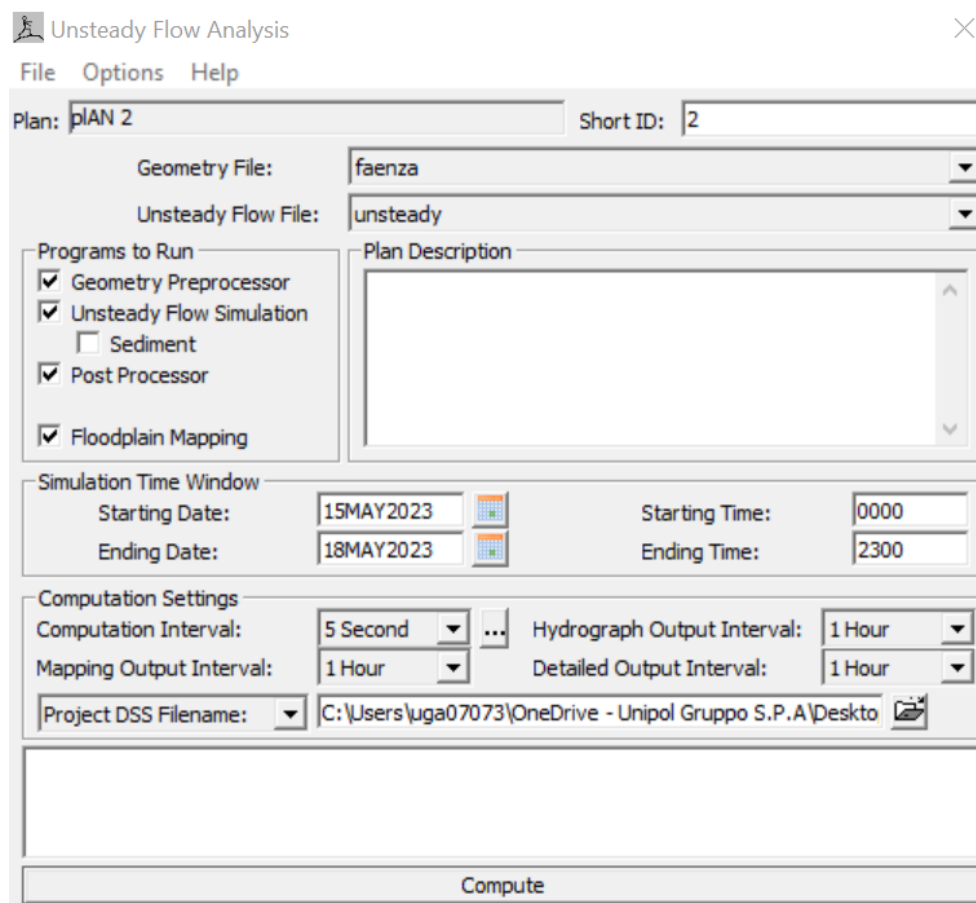 Unsteady Flow Analysis
File Options Help
Plan: plAN 2 Short ID: 2
Geometry File: faenza
Unsteady Flow File: unsteady
Programs to Run
Geometry Preprocessor
Unsteady Flow Simulation
Sediment
Post Processor
Floodplain Mapping
Plan Description
Simulation Time Window
Starting Date: 15MAY2023 Starting Time: 0000
Ending Date: 18MAY2023 Ending Time: 2300
Computation Settings
Computation Interval: 5 Second ... Hydrograph Output Interval: 1 Hour
Mapping Output Interval: 1 Hour Detailed Output Interval: 1 Hour
Project DSS Filename: C:\Users\uga07073\OneDrive - Unipol Gruppo S.P.A\Deskto
Compute